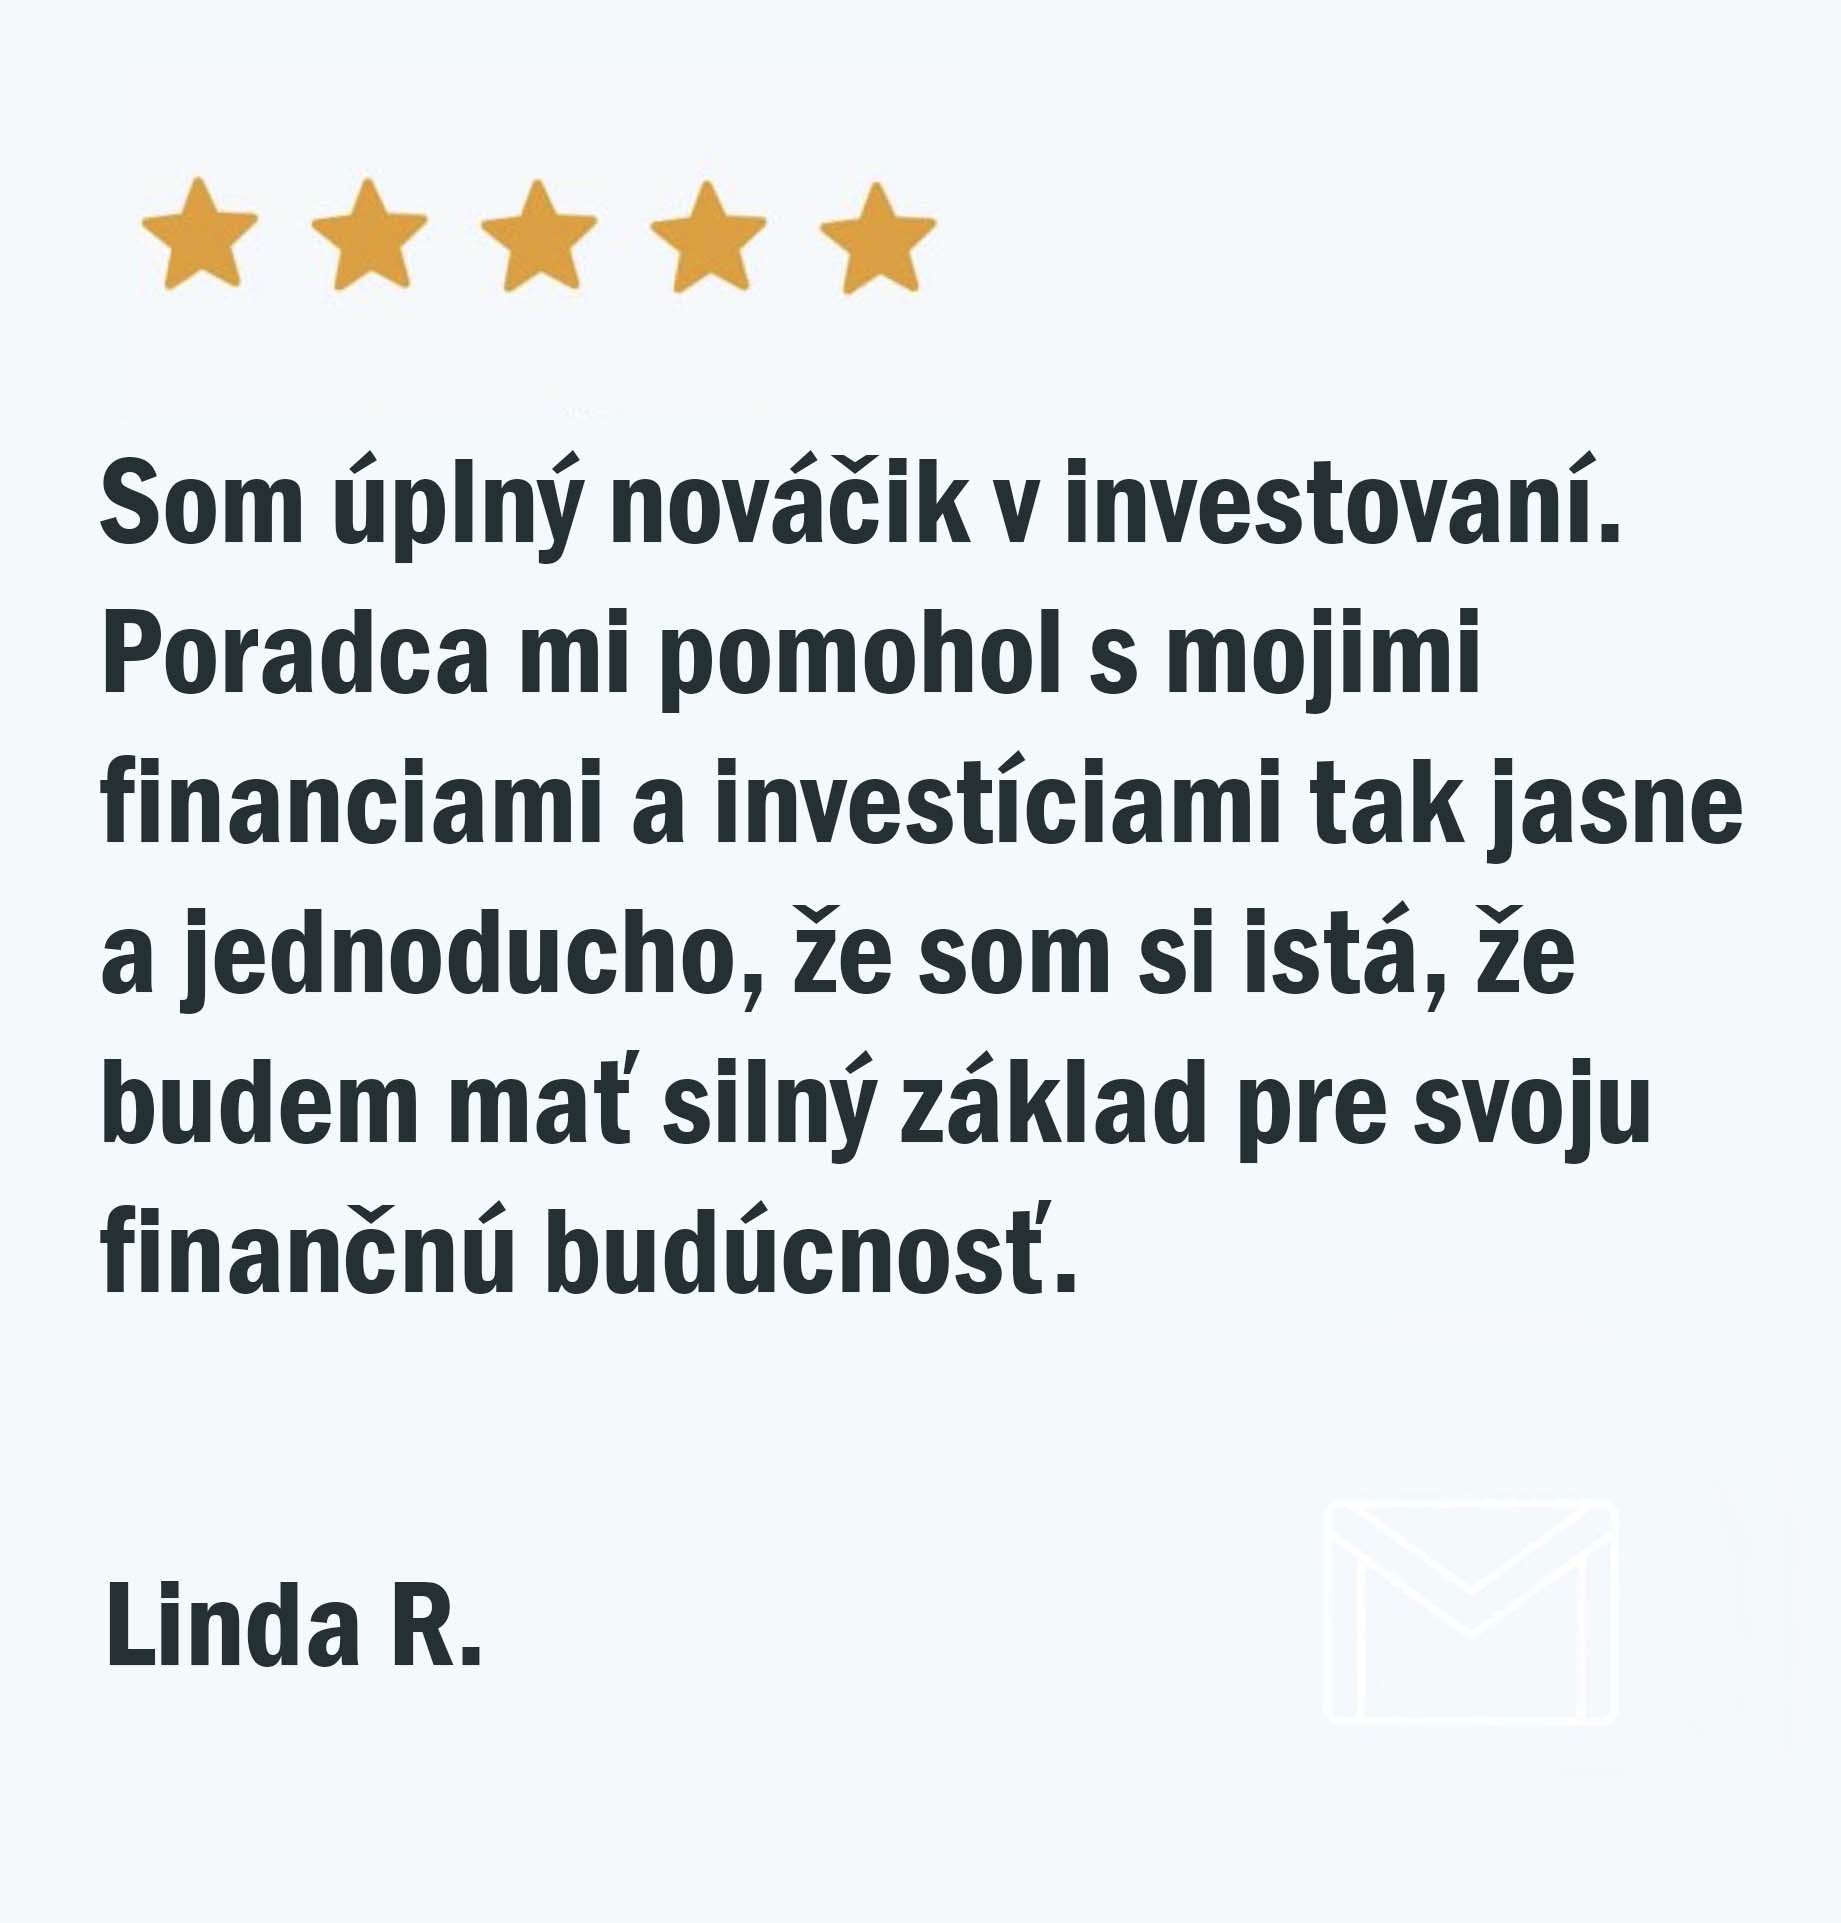 Som úplný nováčik v investovaní.
Poradca mi pomohol s mojimi
financiami a investíciami tak jasne
a jednoducho, že som si istá, že
budem mať silný základ pre svoju
finančnú budúcnosť.
Linda R.